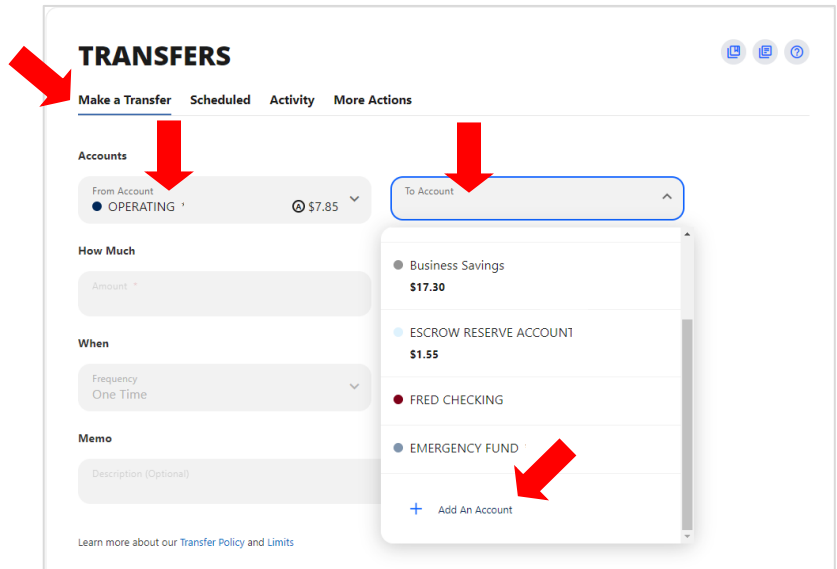 TRANSFERS
Make a Transfer Scheduled Activity More Actions
Accounts
From Account
OPERATING
A $7.85
To Account
How Much
Amount *
When
Frequency
One Time
Memo
Description (Optional)
Business Savings
$17.30
ESCROW RESERVE ACCOUNT
$1.55
FRED CHECKING
EMERGENCY FUND
+ Add An Account
Learn more about our Transfer Policy and Limits